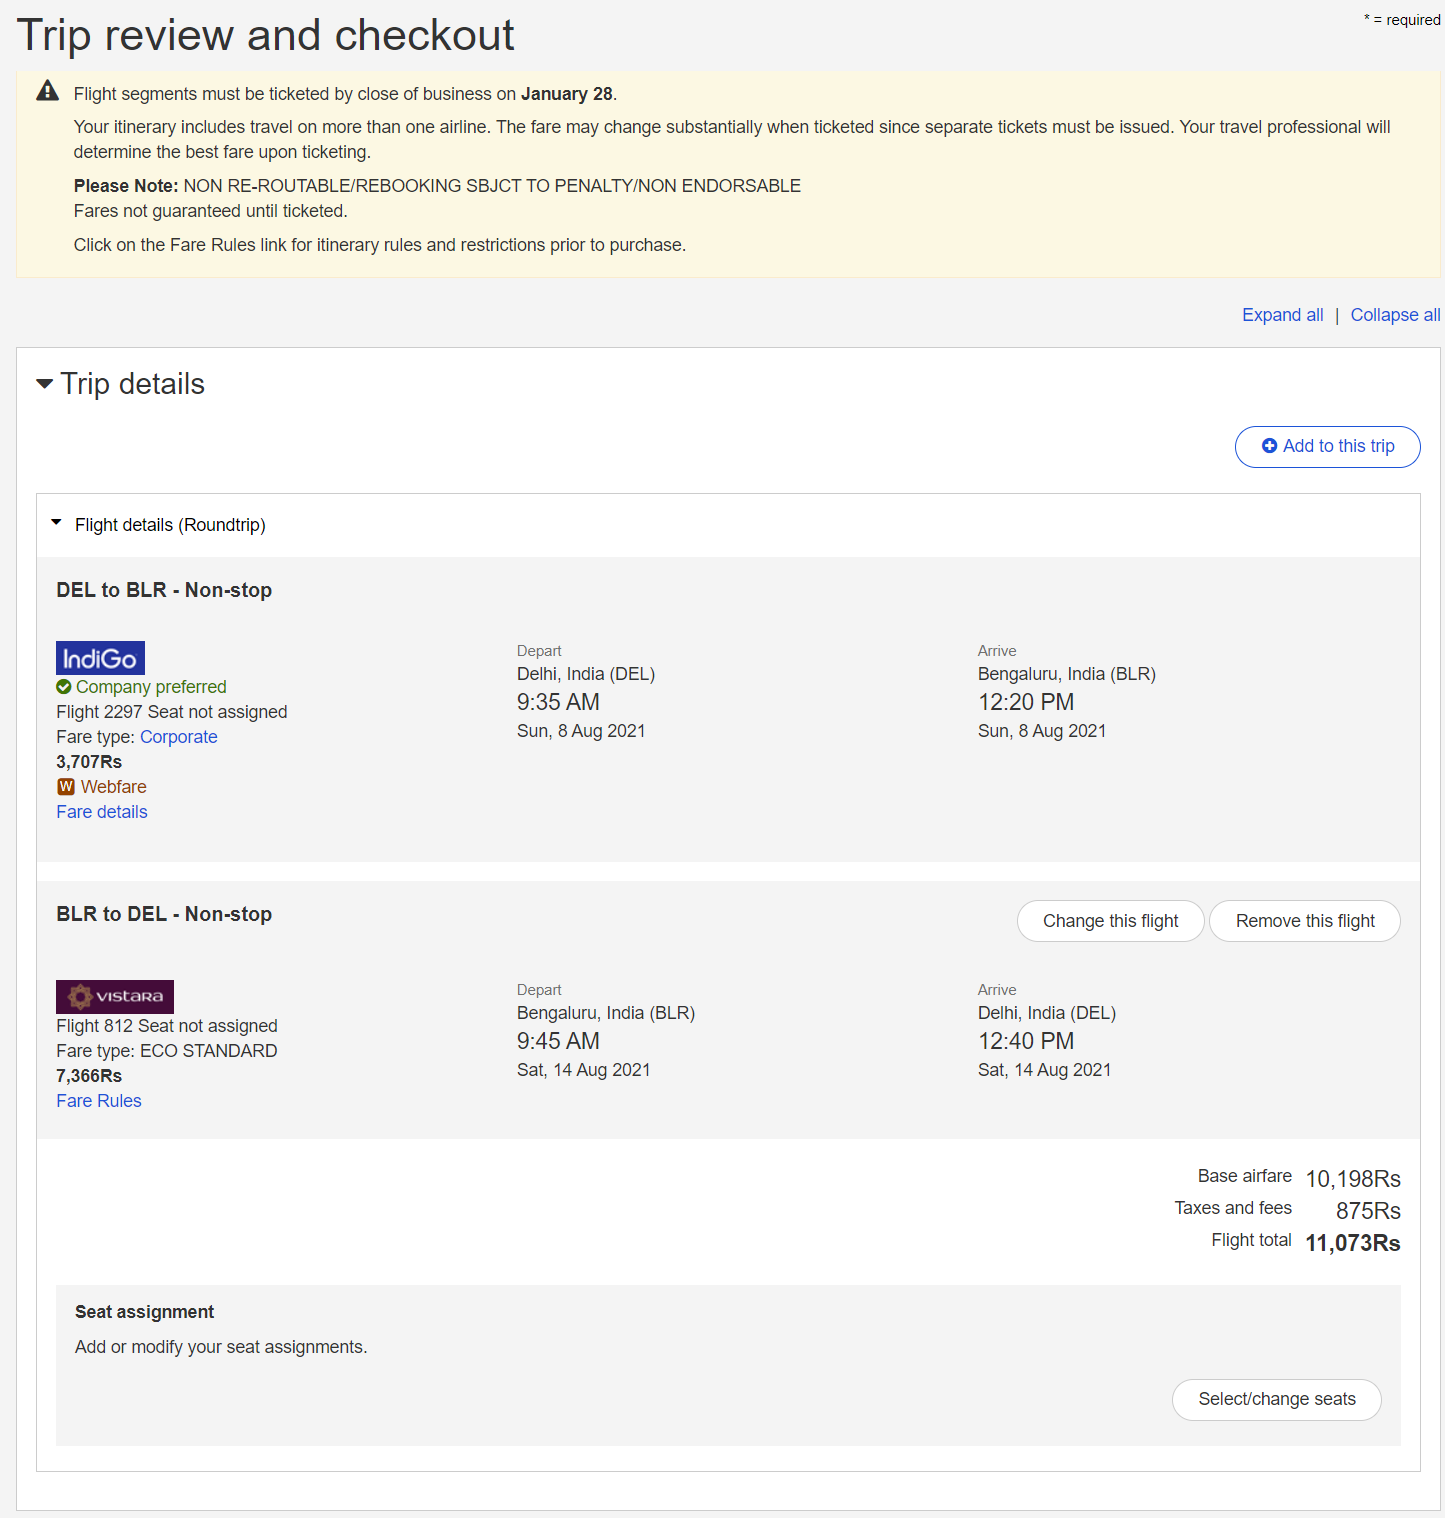 Trip review and checkout
* = required
Flight segments must be ticketed by close of business on January 28.
Your itinerary includes travel on more than one airline. The fare may change substantially when ticketed since separate tickets must be issued. Your travel professional will
determine the best fare upon ticketing.
Please Note: NON RE-ROUTABLE/REBOOKING SBJCT TO PENALTY/NON ENDORSABLE
Fares not guaranteed until ticketed.
Click on the Fare Rules link for itinerary rules and restrictions prior to purchase.
Expand all | Collapse all
Trip details
Add to this trip
Flight details (Roundtrip)
DEL to BLR - Non-stop
IndiGo
Company preferred
Flight 2297 Seat not assigned
Fare type: Corporate
3,707Rs
W Webfare
Fare details
Depart
Delhi, India (DEL)
9:35 AM
Sun, 8 Aug 2021
Arrive
Bengaluru, India (BLR)
12:20 PM
Sun, 8 Aug 2021
BLR to DEL - Non-stop
Change this flight
Remove this flight
vistara
Flight 812 Seat not assigned
Fare type: ECO STANDARD
7,366Rs
Fare Rules
Depart
Bengaluru, India (BLR)
9:45 AM
Sat, 14 Aug 2021
Arrive
Delhi, India (DEL)
12:40 PM
Sat, 14 Aug 2021
Base airfare 10,198Rs
Taxes and fees 875Rs
Flight total 11,073Rs
Seat assignment
Add or modify your seat assignments.
Select/change seats